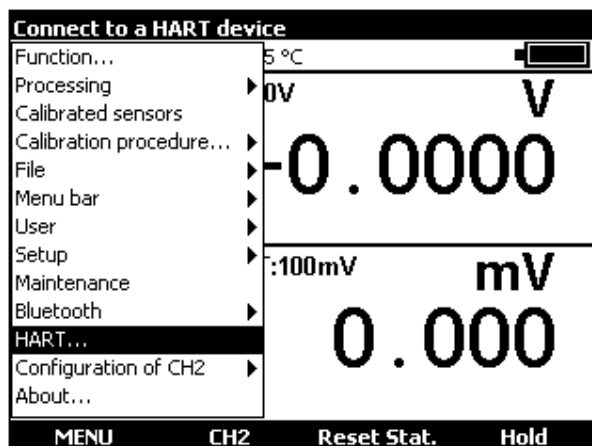 Connect to a HART device
Function...
5 °C
Processing
0V
V
Calibrated sensors
Calibration procedure...
-0.0000
File
Menu bar
User
Setup
:100mV
mV
Maintenance
Bluetooth
HART...
0.000
Configuration of CH2
About...
MENU CH2 Reset Stat. Hold